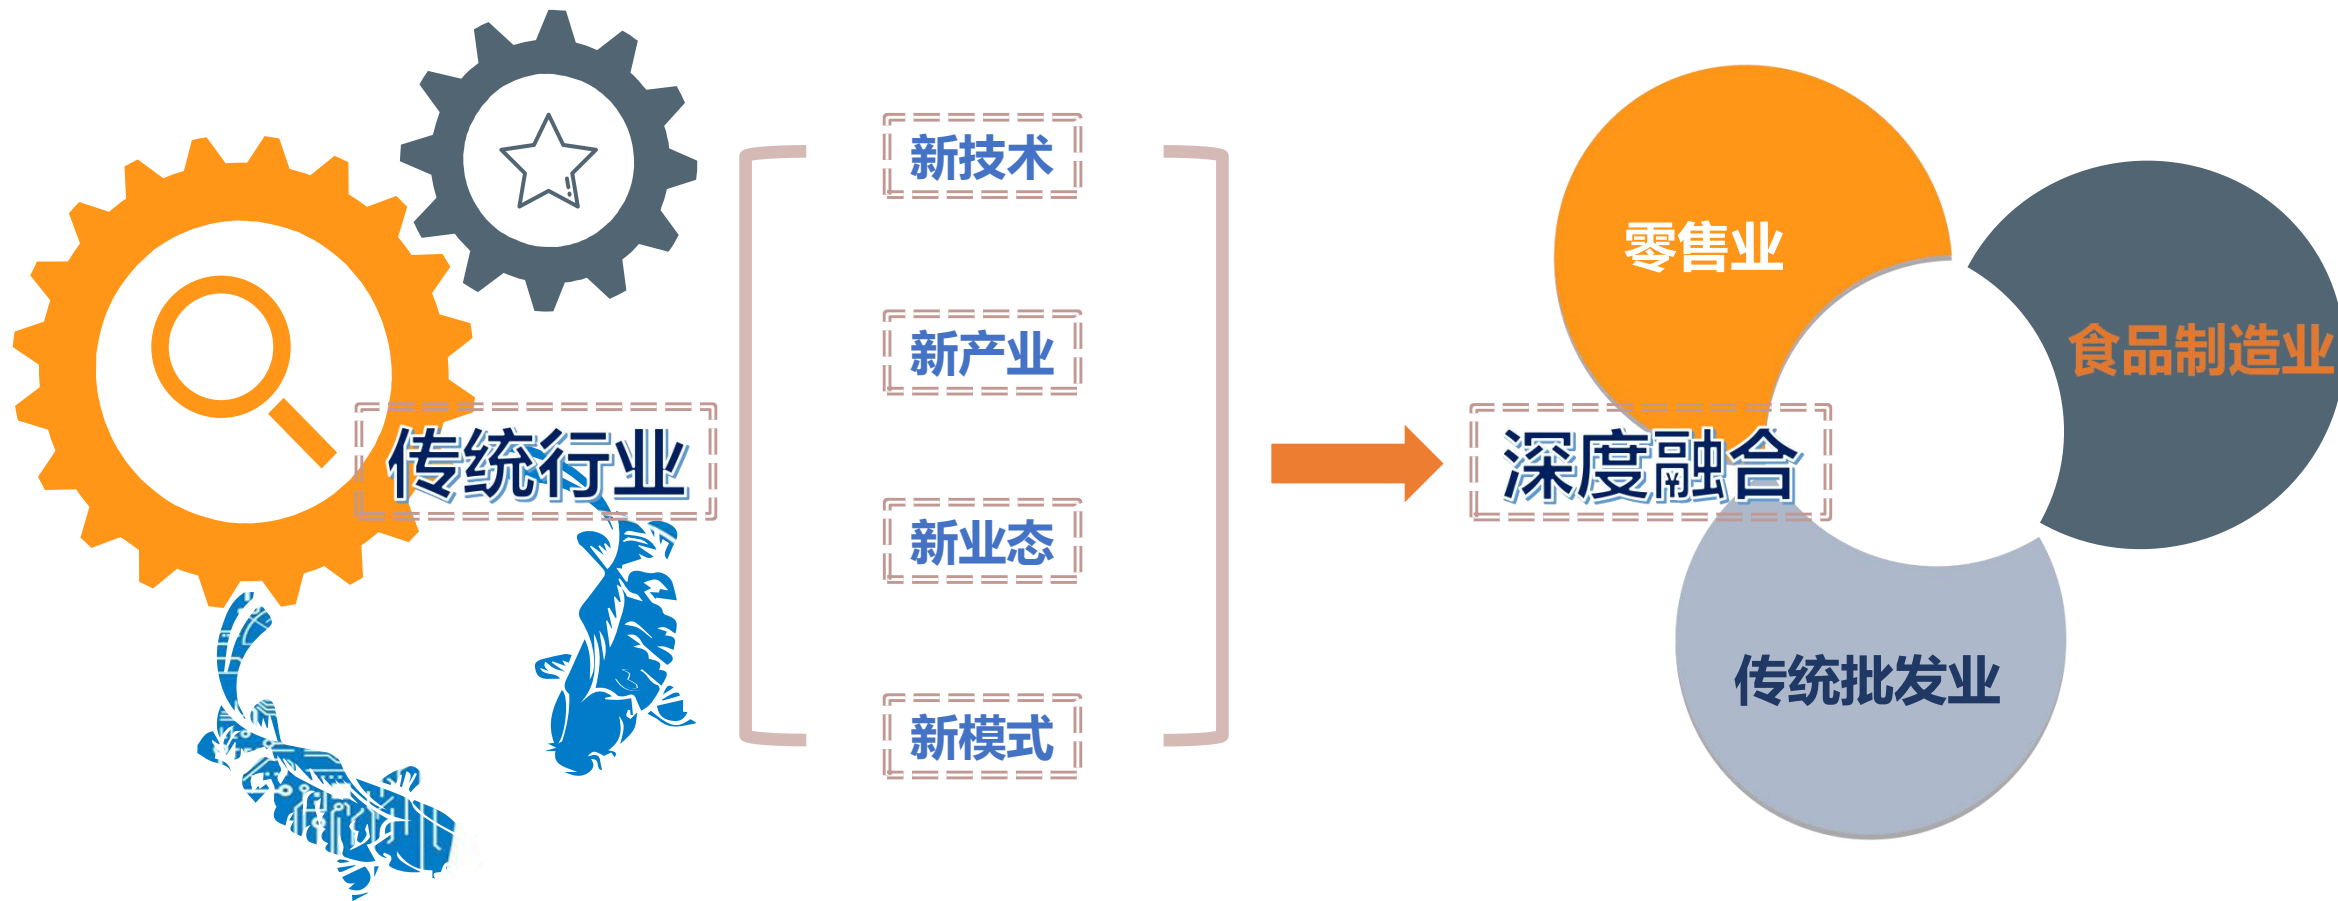 传统行业
新技术
新产业
新业态
新模式
深度融合
零售业
食品制造业
传统批发业